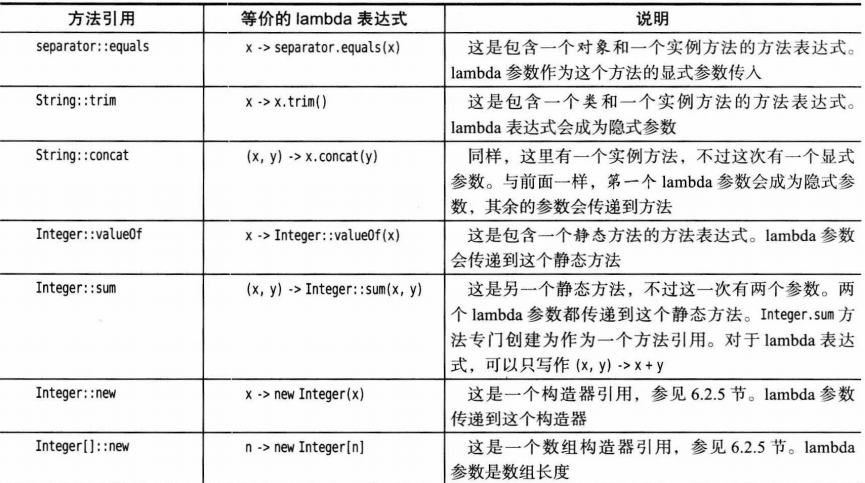 方法引用 等价的 lambda 表达式 说明
separator::equals x -> separator.equals(x) 这是包含一个对象和一个实例方法的方法表达式。
lambda 参数作为这个方法的显式参数传入
String::trim x -> x.trim() 这是包含一个类和一个实例方法的方法表达式。
lambda 表达式会成为隐式参数
String::concat (x, y) -> x.concat(y) 同样，这里有一个实例方法，不过这次有一个显式
参数。与前面一样，第一个 lambda 参数会成为隐式参
数，其余的参数会传递到方法
Integer::valueOf x -> Integer::valueOf(x) 这是包含一个静态方法的方法表达式。lambda 参数
会传递到这个静态方法
Integer::sum (x, y) -> Integer::sum(x, y) 这是另一个静态方法，不过这一次有两个参数。两
个 lambda 参数都传递到这个静态方法。Integer.sum 方
法专门创建为作为一个方法引用。对于 lambda 表达
式，可以只写作 (x, y) -> x + y
Integer::new x -> new Integer(x) 这是一个构造器引用，参见 6.2.5 节。lambda 参数
传递到这个构造器
Integer[]::new n -> new Integer[n] 这是一个数组构造器引用，参见 6.2.5 节。lambda
参数是数组长度